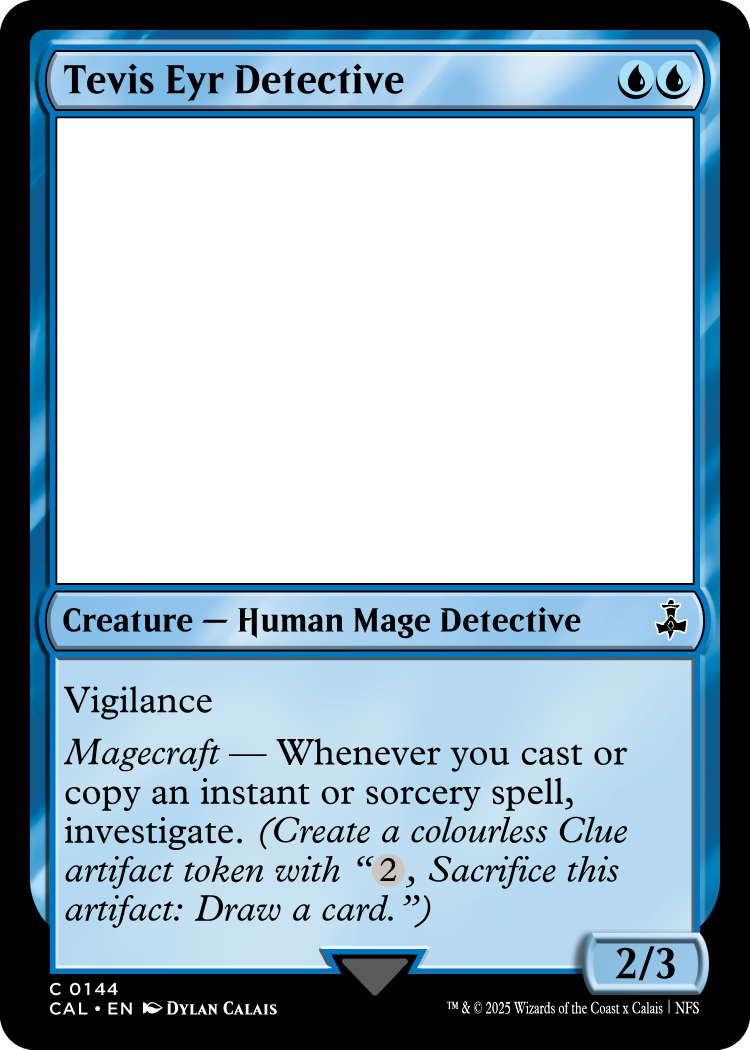 Tevis Eyr Detective
Creature — Human Mage Detective
Vigilance
Magecraft — Whenever you cast or
copy an instant or sorcery spell,
investigate. (Create a colourless Clue
artifact token with “2, Sacrifice this
artifact: Draw a card.”)
2/3
C 0144
CAL • EN DYLAN CALAIS
™ & © 2025 Wizards of the Coast x Calais | NFS